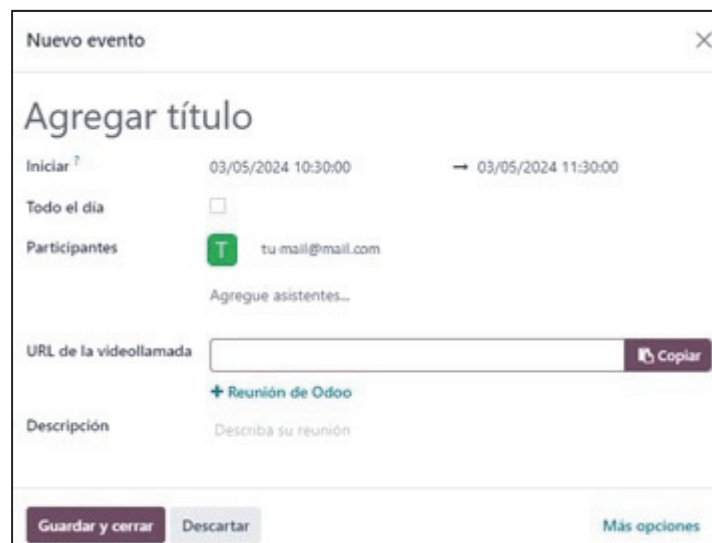 Nuevo evento
Agregar título
Iniciar ? 03/05/2024 10:30:00 → 03/05/2024 11:30:00
Todo el día
Participantes T tu-mail@mail.com
Agregue asistentes...
URL de la videollamada Copiar
+ Reunión de Odoo
Descripción Describa su reunión
Guardar y cerrar Descartar Más opciones